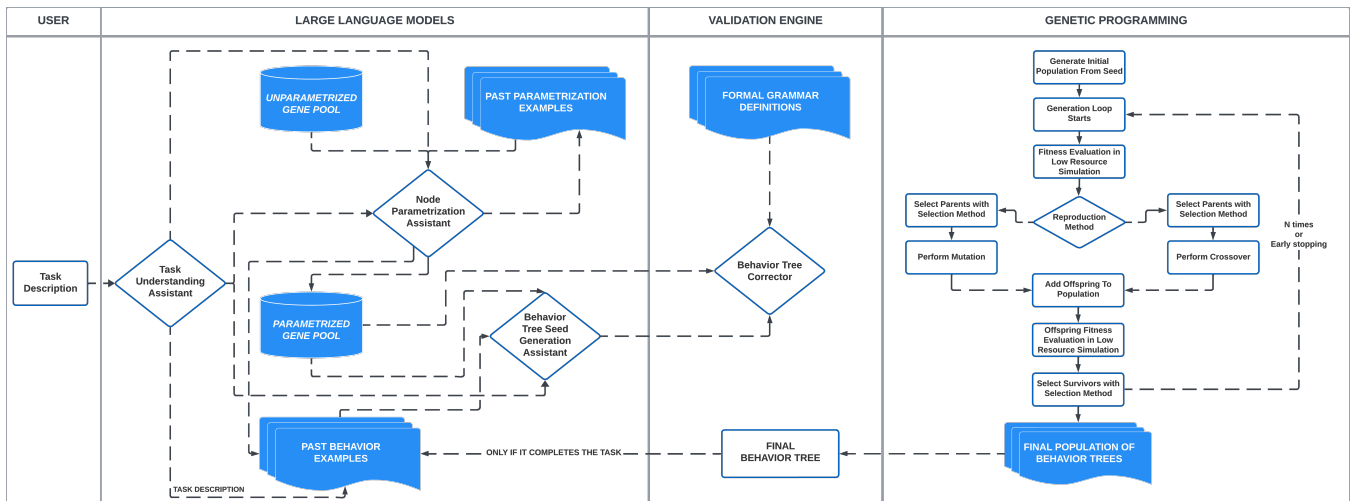 USER
LARGE LANGUAGE MODELS
VALIDATION ENGINE
GENETIC PROGRAMMING
Task
Description
Task
Understanding
Assistant
UNPARAMETRIZED
GENE POOL
PAST PARAMETRIZATION
EXAMPLES
Node
Parametrization
Assistant
PARAMETRIZED
GENE POOL
Behavior
Tree Seed
Generation
Assistant
PAST BEHAVIOR
EXAMPLES
TASK DESCRIPTION
ONLY IF IT COMPLETES THE TASK
FORMAL GRAMMAR
DEFINITIONS
Behavior Tree
Corrector
FINAL
BEHAVIOR TREE
Generate Initial
Population From Seed
Generation Loop
Starts
Fitness Evaluation in
Low Resource
Simulation
Select Parents with
Selection Method
Reproduction
Method
Select Parents with
Selection Method
Perform Mutation
Perform Crossover
N times
or
Early stopping
Add Offspring To
Population
Offspring Fitness
Evaluation in Low
Resource Simulation
Select Survivors with
Selection Method
FINAL POPULATION OF
BEHAVIOR TREES